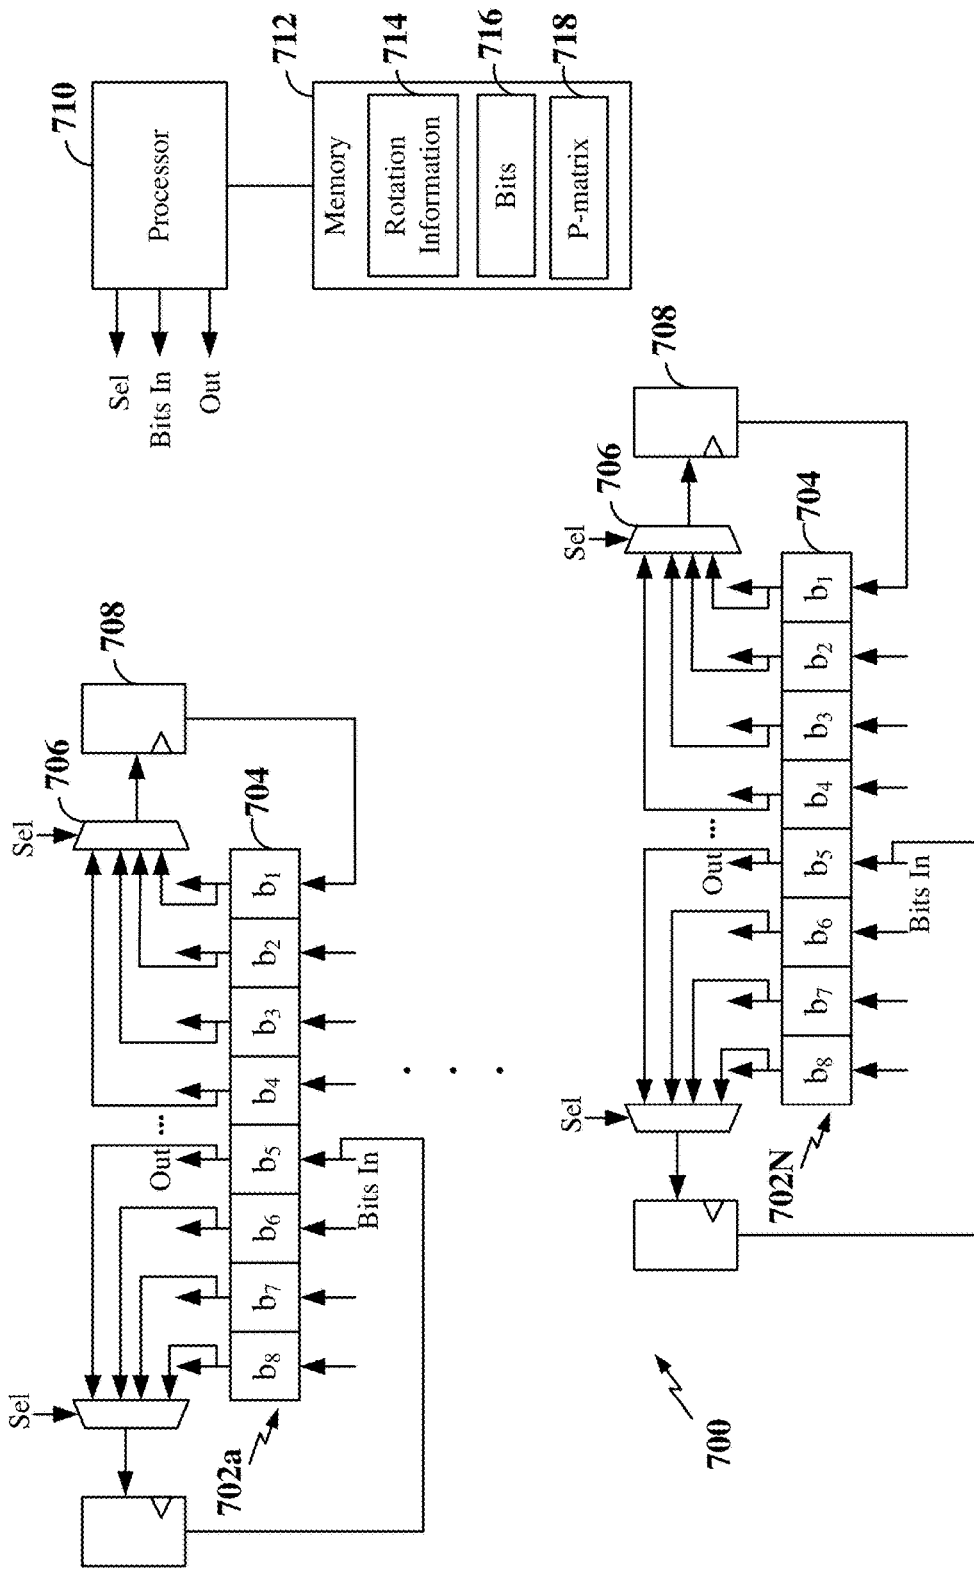 710
Processor
Sel
Bits In
Out
712
Memory
714
Rotation
Information
716
Bits
718
P-matrix
Sel
Sel
706
708
Out ...
704
b8 b7 b6 b5 b4 b3 b2 b1
Bits In
702a
. . .
Sel
Sel
706
708
Out ...
704
b8 b7 b6 b5 b4 b3 b2 b1
Bits In
702N
700